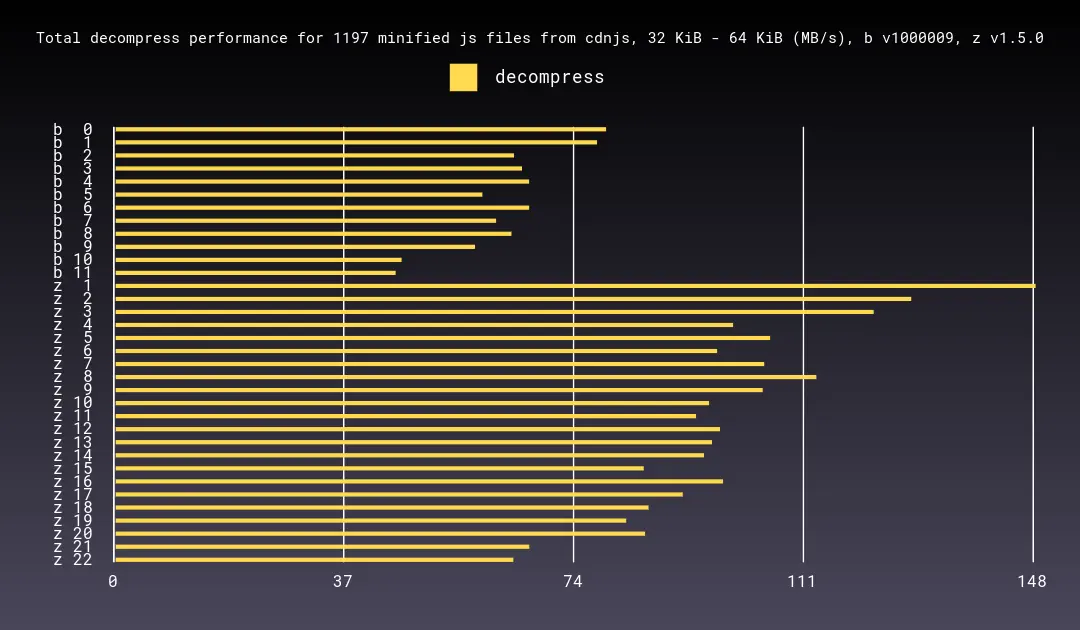 Total decompress performance for 1197 minified js files from cdnjs, 32 KiB - 64 KiB (MB/s), b v1000009, z v1.5.0
decompress
b 0
b 1
b 2
b 3
b 4
b 5
b 6
b 7
b 8
b 9
b 10
b 11
z 1
z 2
z 3
z 4
z 5
z 6
z 7
z 8
z 9
z 10
z 11
z 12
z 13
z 14
z 15
z 16
z 17
z 18
z 19
z 20
z 21
z 22
0 37 74 111 148